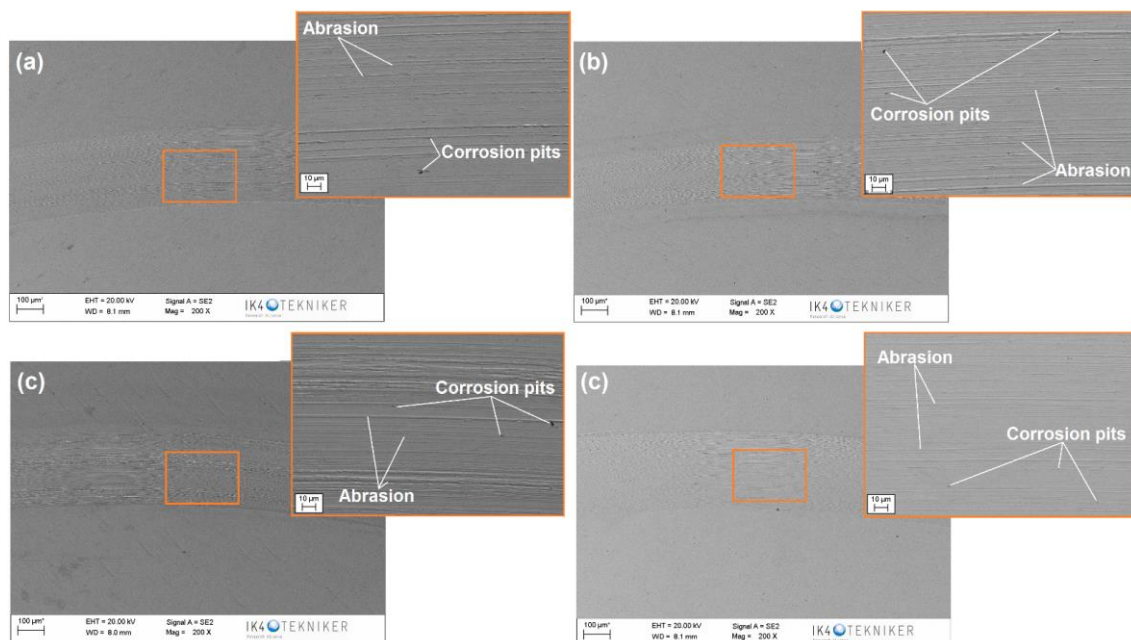 (a)
Abrasion
Corrosion pits
10 µm
100 µm*
EHT = 20.00 kV
WD = 8.1 mm
Signal A = SE2
Mag = 200 X
IK4 TEKNIKER
(b)
Corrosion pits
Abrasion
10 µm
100 µm*
EHT = 20.00 kV
WD = 8.1 mm
Signal A = SE2
Mag = 200 X
IK4 TEKNIKER
(c)
Corrosion pits
Abrasion
10 µm
100 µm*
EHT = 20.00 kV
WD = 8.0 mm
Signal A = SE2
Mag = 200 X
IK4 TEKNIKER
(c)
Abrasion
Corrosion pits
10 µm
100 µm*
EHT = 20.00 kV
WD = 8.1 mm
Signal A = SE2
Mag = 200 X
IK4 TEKNIKER